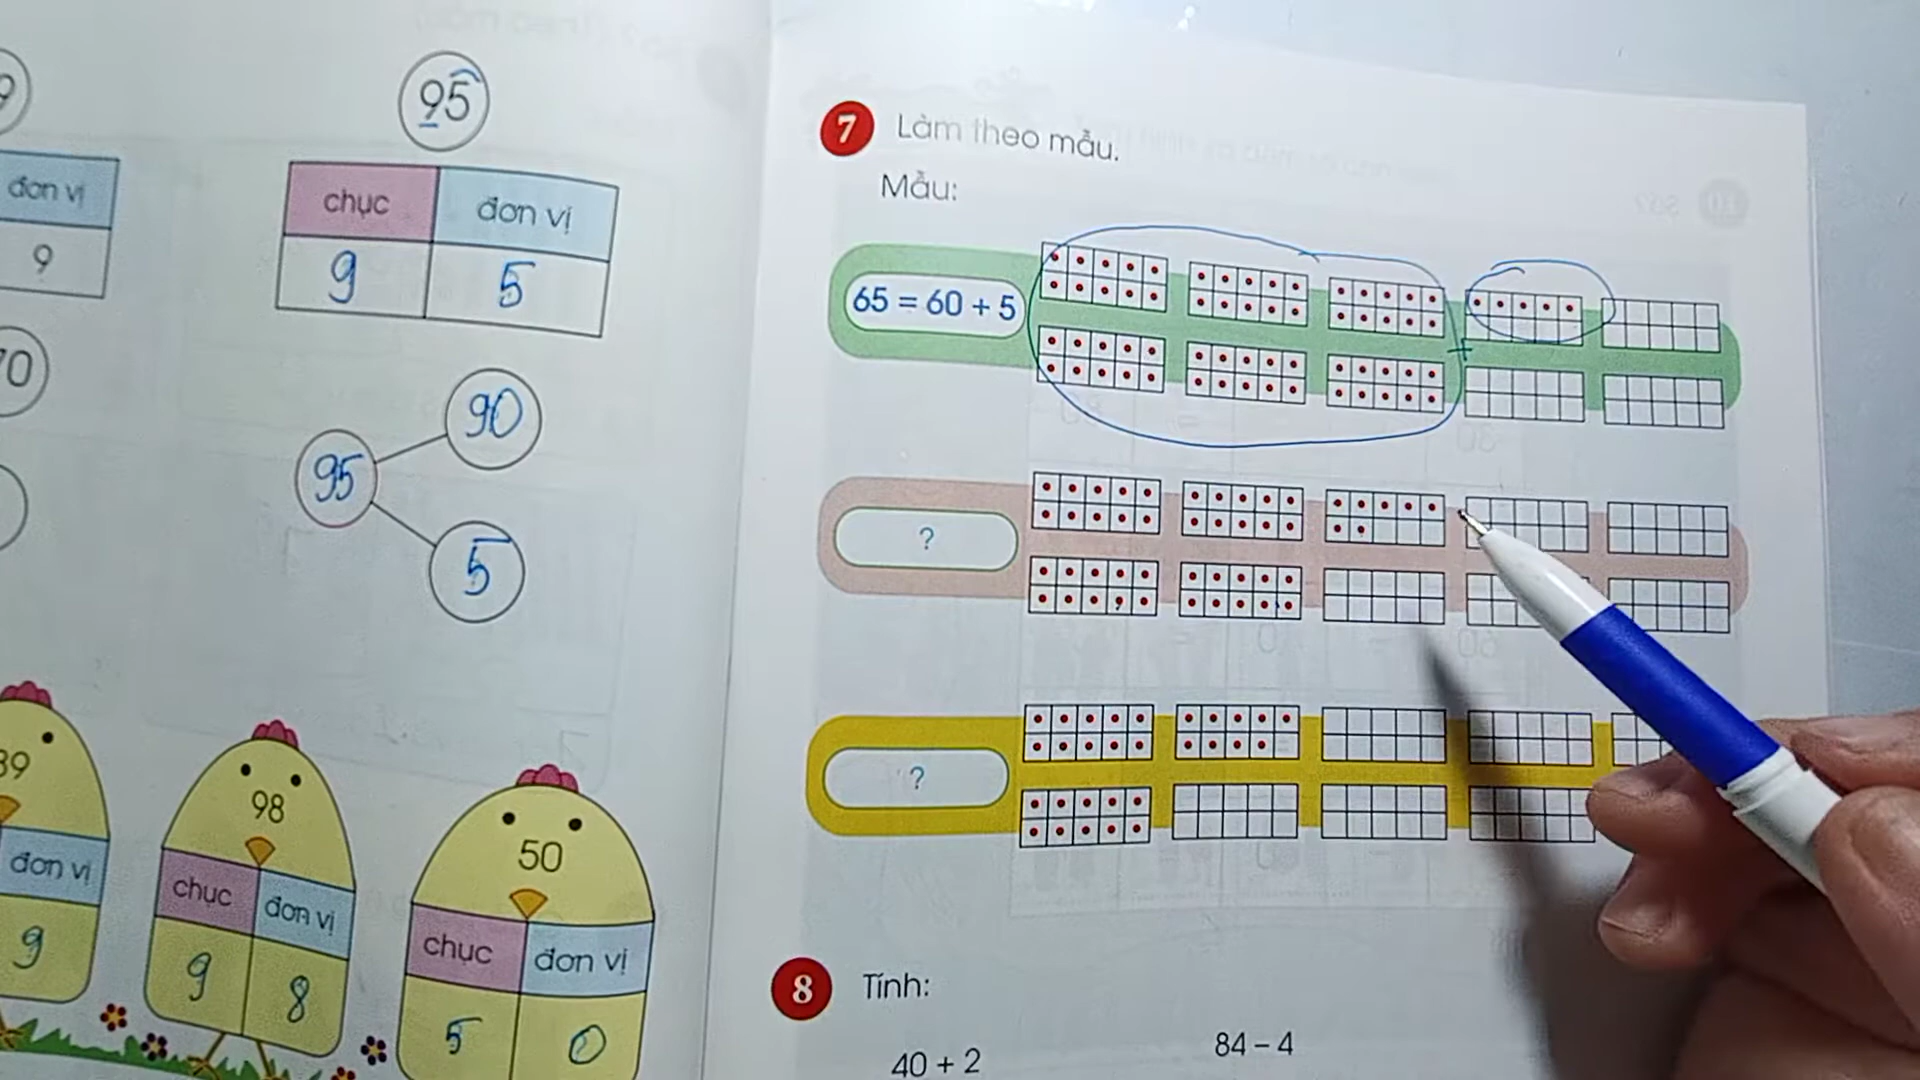 9
95
đơn vị
9
chục
đơn vị
9
5
70
90
95
5
39
đơn vị
9
98
chục
đơn vị
9
8
50
chục
đơn vị
5
0
7
Làm theo mẫu.
Mẫu:
65 = 60 + 5
+
?
?
8
Tính:
40 + 2
84 – 4